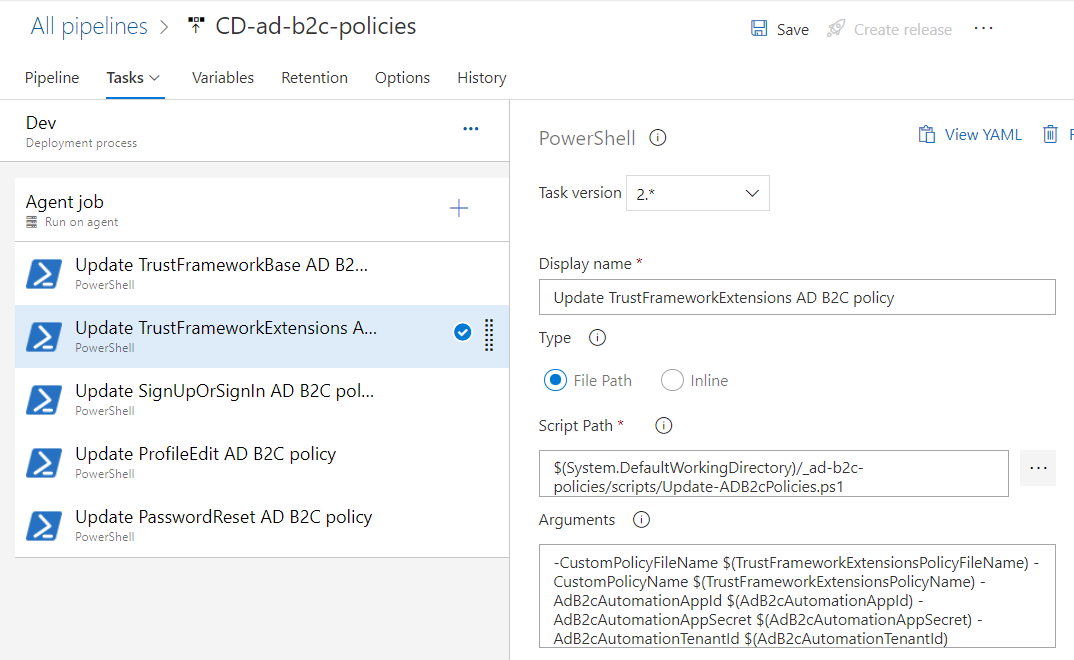 All pipelines > CD-ad-b2c-policies
Save
Create release
...
Pipeline
Tasks
Variables
Retention
Options
History
Dev
Deployment process
...
Agent job
Run on agent
Update TrustFrameworkBase AD B2...
PowerShell
Update TrustFrameworkExtensions A...
PowerShell
Update SignUpOrSignIn AD B2C pol...
PowerShell
Update ProfileEdit AD B2C policy
PowerShell
Update PasswordReset AD B2C policy
PowerShell
PowerShell
View YAML
Task version
2.*
Display name *
Update TrustFrameworkExtensions AD B2C policy
Type
File Path
Inline
Script Path *
$(System.DefaultWorkingDirectory)/_ad-b2c-
policies/scripts/Update-ADB2cPolicies.ps1
...
Arguments
-CustomPolicyFileName $(TrustFrameworkExtensionsPolicyFileName) -
CustomPolicyName $(TrustFrameworkExtensionsPolicyName) -
AdB2cAutomationAppId $(AdB2cAutomationAppId) -
AdB2cAutomationAppSecret $(AdB2cAutomationAppSecret) -
AdB2cAutomationTenantId $(AdB2cAutomationTenantId)